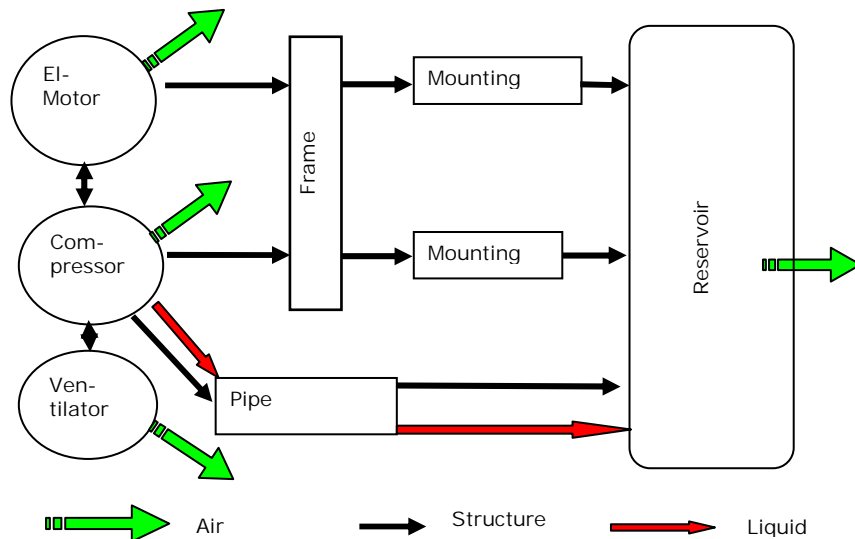 El-
Motor
Com-
pressor
Ven-
tilator
Frame
Mounting
Mounting
Pipe
Reservoir
Air
Structure
Liquid